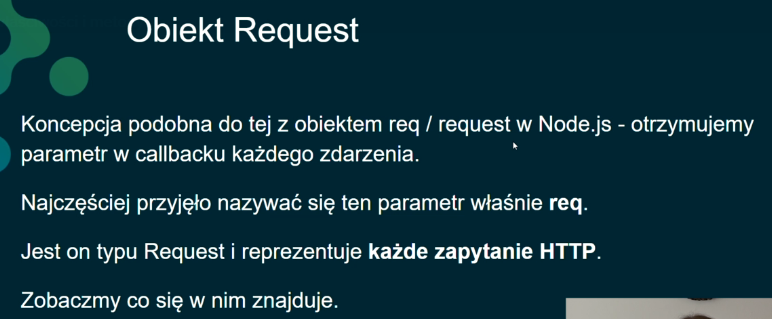 Obiekt Request
Koncepcja podobna do tej z obiektem req / request w Node.js - otrzymujemy
parametr w callbacku każdego zdarzenia.
Najczęściej przyjęło nazywać się ten parametr właśnie req.
Jest on typu Request i reprezentuje każde zapytanie HTTP.
Zobaczmy co się w nim znajduje.